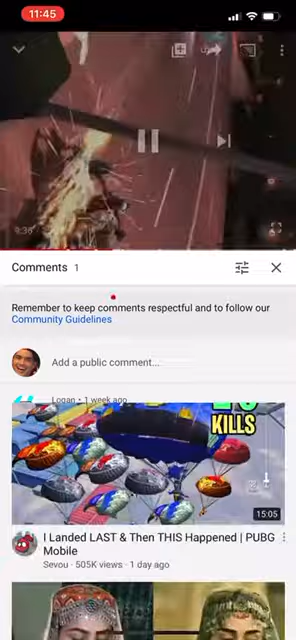 11:45
Comments 1
Remember to keep comments respectful and to follow our
Community Guidelines
Add a public comment...
Logan • 1 week ago
KILLS
15:05
I Landed LAST & Then THIS Happened | PUBG
Mobile
Sevou · 505K views · 1 day ago